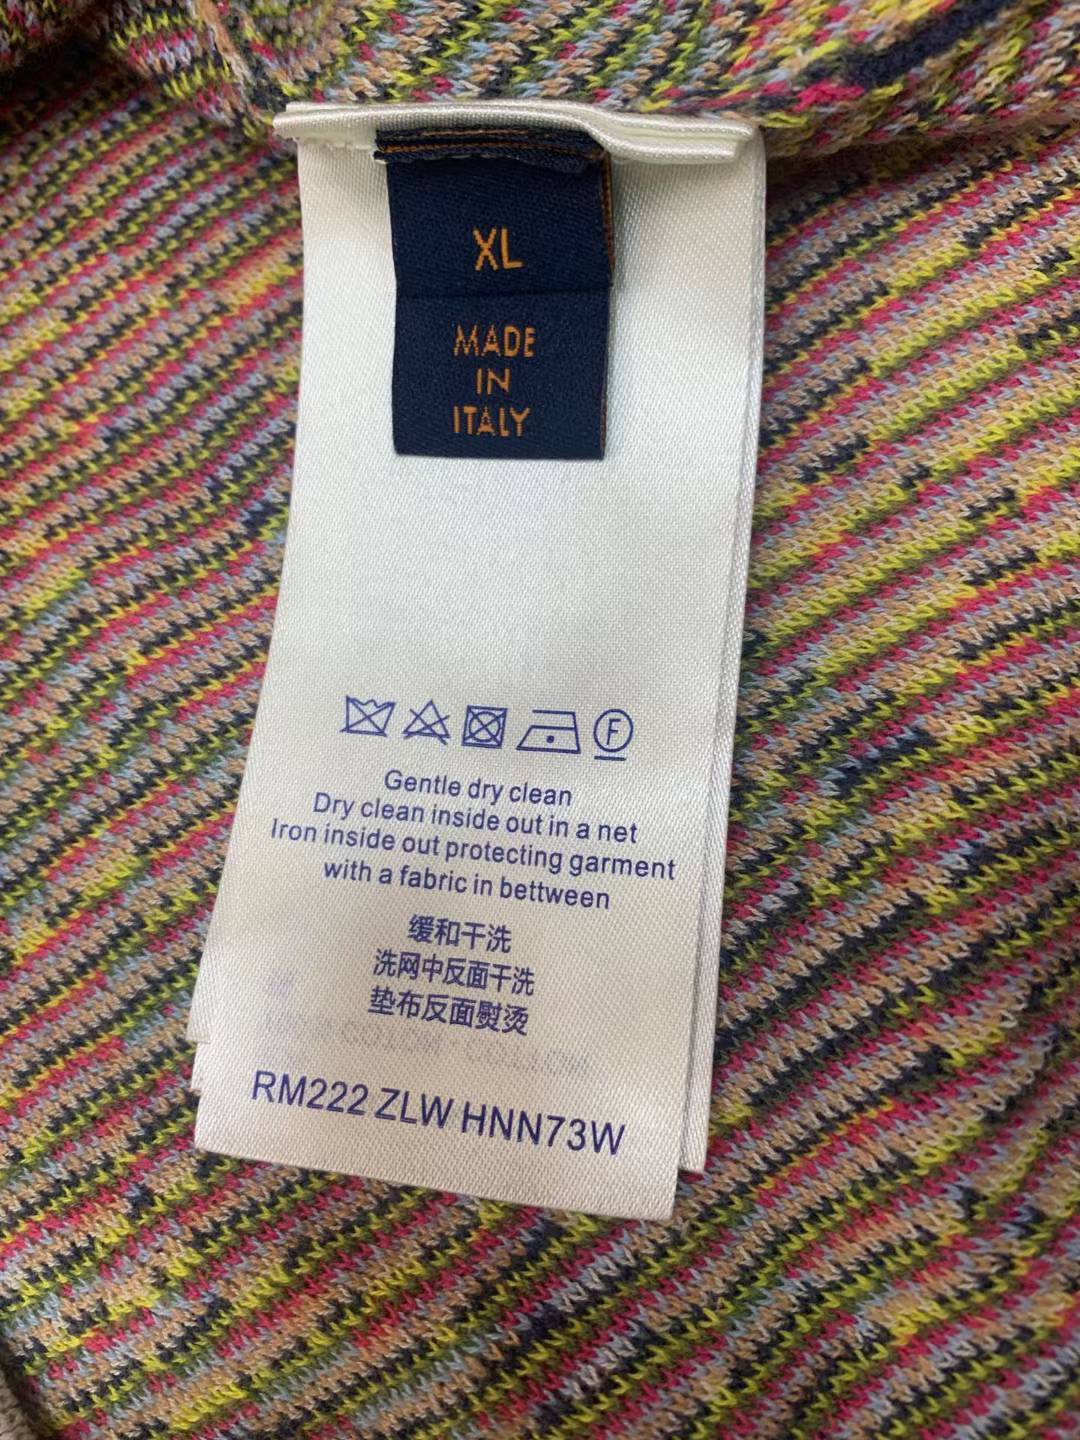 XL
MADE
IN
ITALY
F
Gentle dry clean
Dry clean inside out in a net
Iron inside out protecting garment
with a fabric in bettween
缓和干洗
洗网中反面干洗
垫布反面熨烫
RM222 ZLW HNN73W